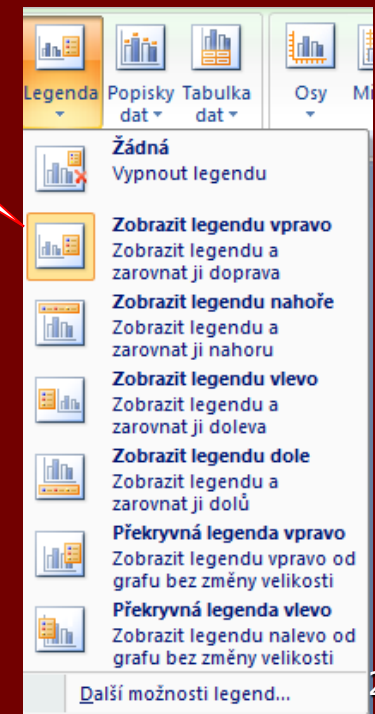 Legenda Popisky Tabulka Osy Mi
dat dat
Žádná
Vypnout legendu
Zobrazit legendu vpravo
Zobrazit legendu a
zarovnat ji doprava
Zobrazit legendu nahoře
Zobrazit legendu a
zarovnat ji nahoru
Zobrazit legendu vlevo
Zobrazit legendu a
zarovnat ji doleva
Zobrazit legendu dole
Zobrazit legendu a
zarovnat ji dolů
Překryvná legenda vpravo
Zobrazit legendu vpravo od
grafu bez změny velikosti
Překryvná legenda vlevo
Zobrazit legendu nalevo od
grafu bez změny velikosti
Další možnosti legend...
2